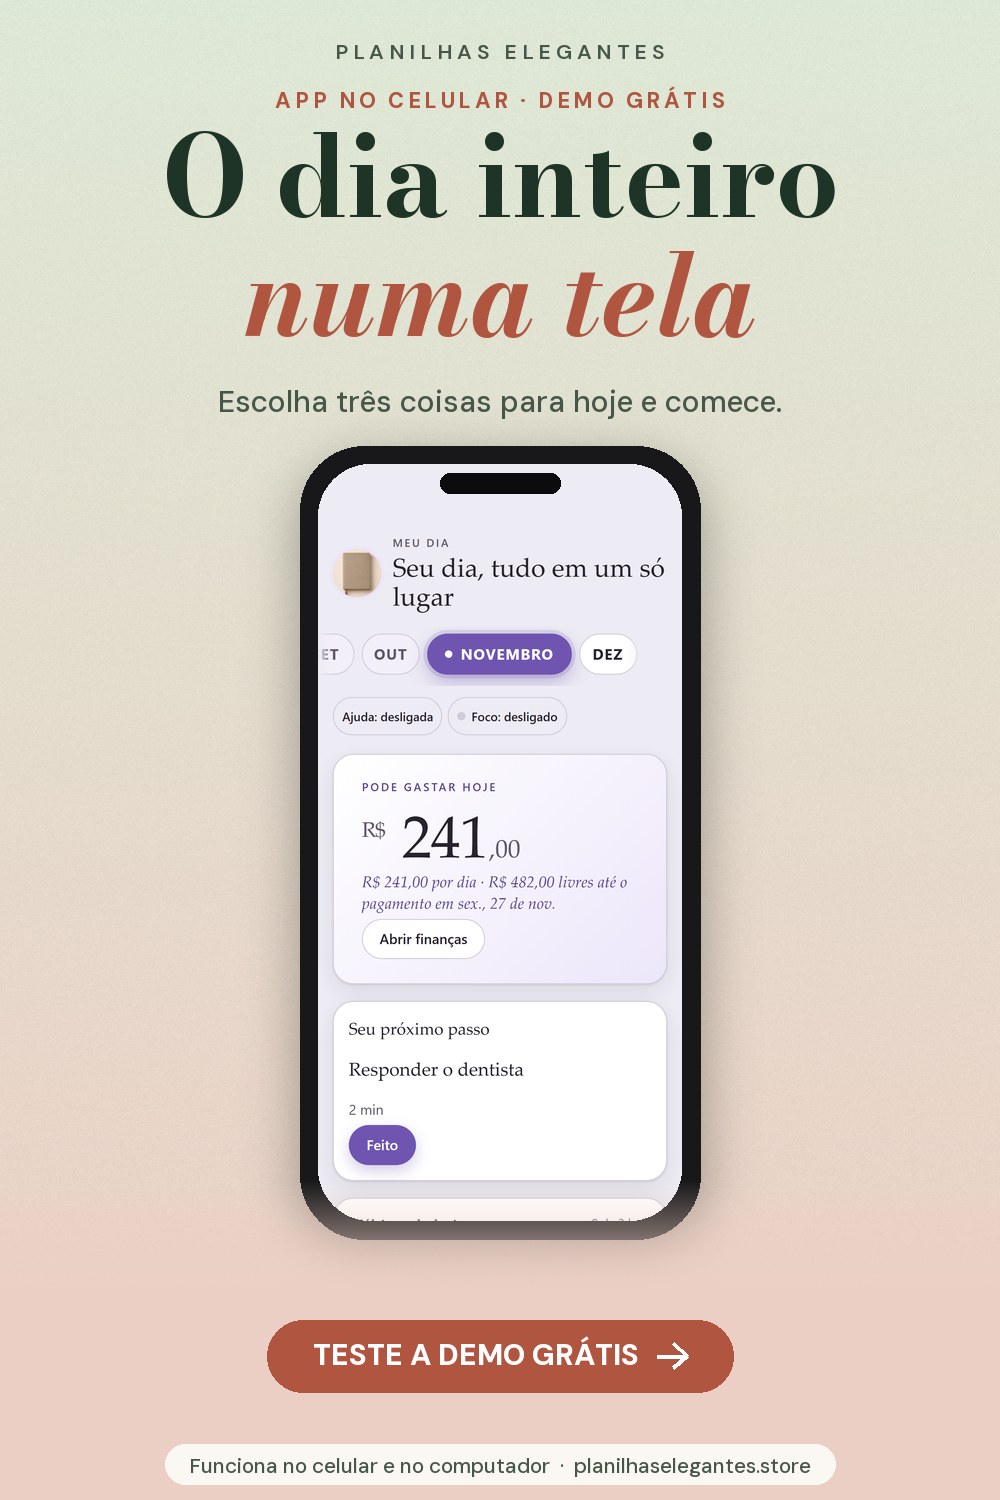 PLANILHAS ELEGANTES
APP NO CELULAR · DEMO GRÁTIS
O dia inteiro
numa tela
Escolha três coisas para hoje e comece.
MEU DIA
Seu dia, tudo em um só
lugar
ET OUT NOVEMBRO DEZ
Ajuda: desligada Foco: desligado
PODE GASTAR HOJE
R$ 241,00
R$ 241,00 por dia · R$ 482,00 livres até o
pagamento em sex., 27 de nov.
Abrir finanças
Seu próximo passo
Responder o dentista
2 min
Feito
TESTE A DEMO GRÁTIS →
Funciona no celular e no computador · planilhaselegantes.store